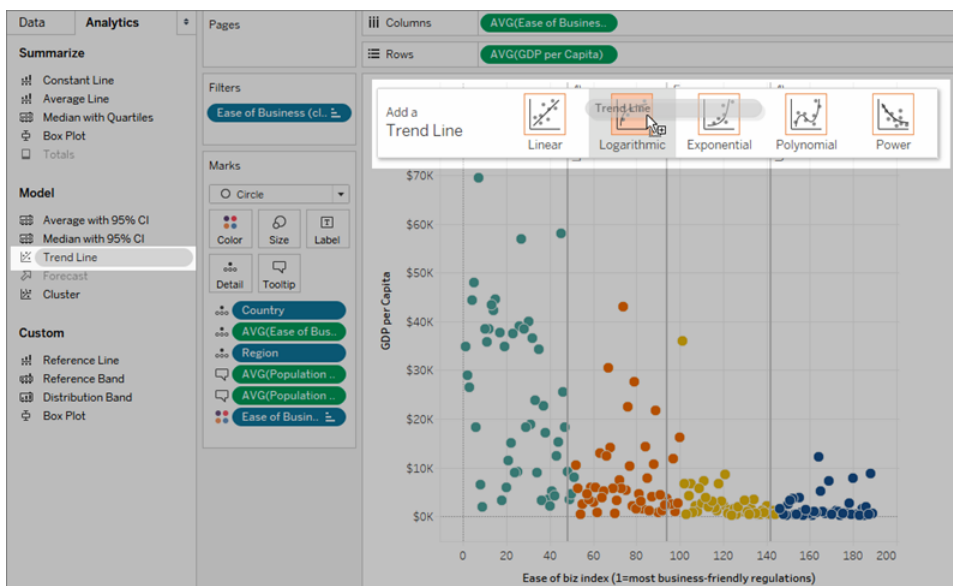 Data Analytics
Summarize
Constant Line
Average Line
Median with Quartiles
Box Plot
Totals
Model
Average with 95% CI
Median with 95% CI
Trend Line
Forecast
Cluster
Custom
Reference Line
Reference Band
Distribution Band
Box Plot
Pages
Filters
Ease of Business (cl..
Marks
Circle
Color Size Label
Detail Tooltip
Country
AVG(Ease of Bus..
Region
AVG(Population ..
AVG(Population ..
Ease of Busin..
Columns AVG(Ease of Busines..
Rows AVG(GDP per Capita)
Add a
Trend Line
Trend Line
Linear Logarithmic Exponential Polynomial Power
GDP per Capita
$70K
$60K
$50K
$40K
$30K
$20K
$10K
$0K
0 20 40 60 80 100 120 140 160 180 200
Ease of biz index (1=most business-friendly regulations)